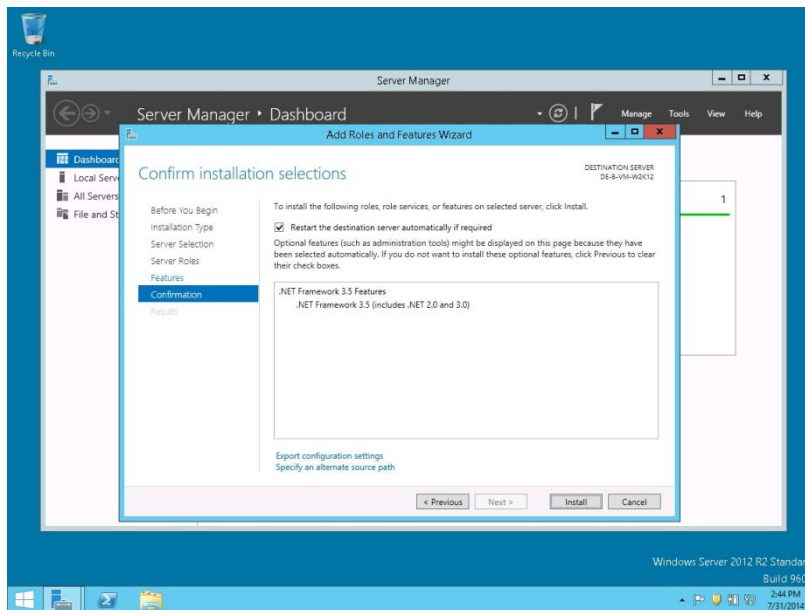 Recycle Bin
Server Manager
Server Manager ‣ Dashboard
Manage Tools View Help
Add Roles and Features Wizard
Dashboard
Local Serv
All Servers
File and St
1
Confirm installation selections
DESTINATION SERVER
DE-B-VM-W2K12
Before You Begin
Installation Type
Server Selection
Server Roles
Features
Confirmation
Results
To install the following roles, role services, or features on selected server, click Install.
Restart the destination server automatically if required
Optional features (such as administration tools) might be displayed on this page because they have
been selected automatically. If you do not want to install these optional features, click Previous to clear
their check boxes.
.NET Framework 3.5 Features
.NET Framework 3.5 (includes .NET 2.0 and 3.0)
Export configuration settings
Specify an alternate source path
< Previous Next > Install Cancel
Windows Server 2012 R2 Standar
Build 960
2:44 PM
7/31/2014